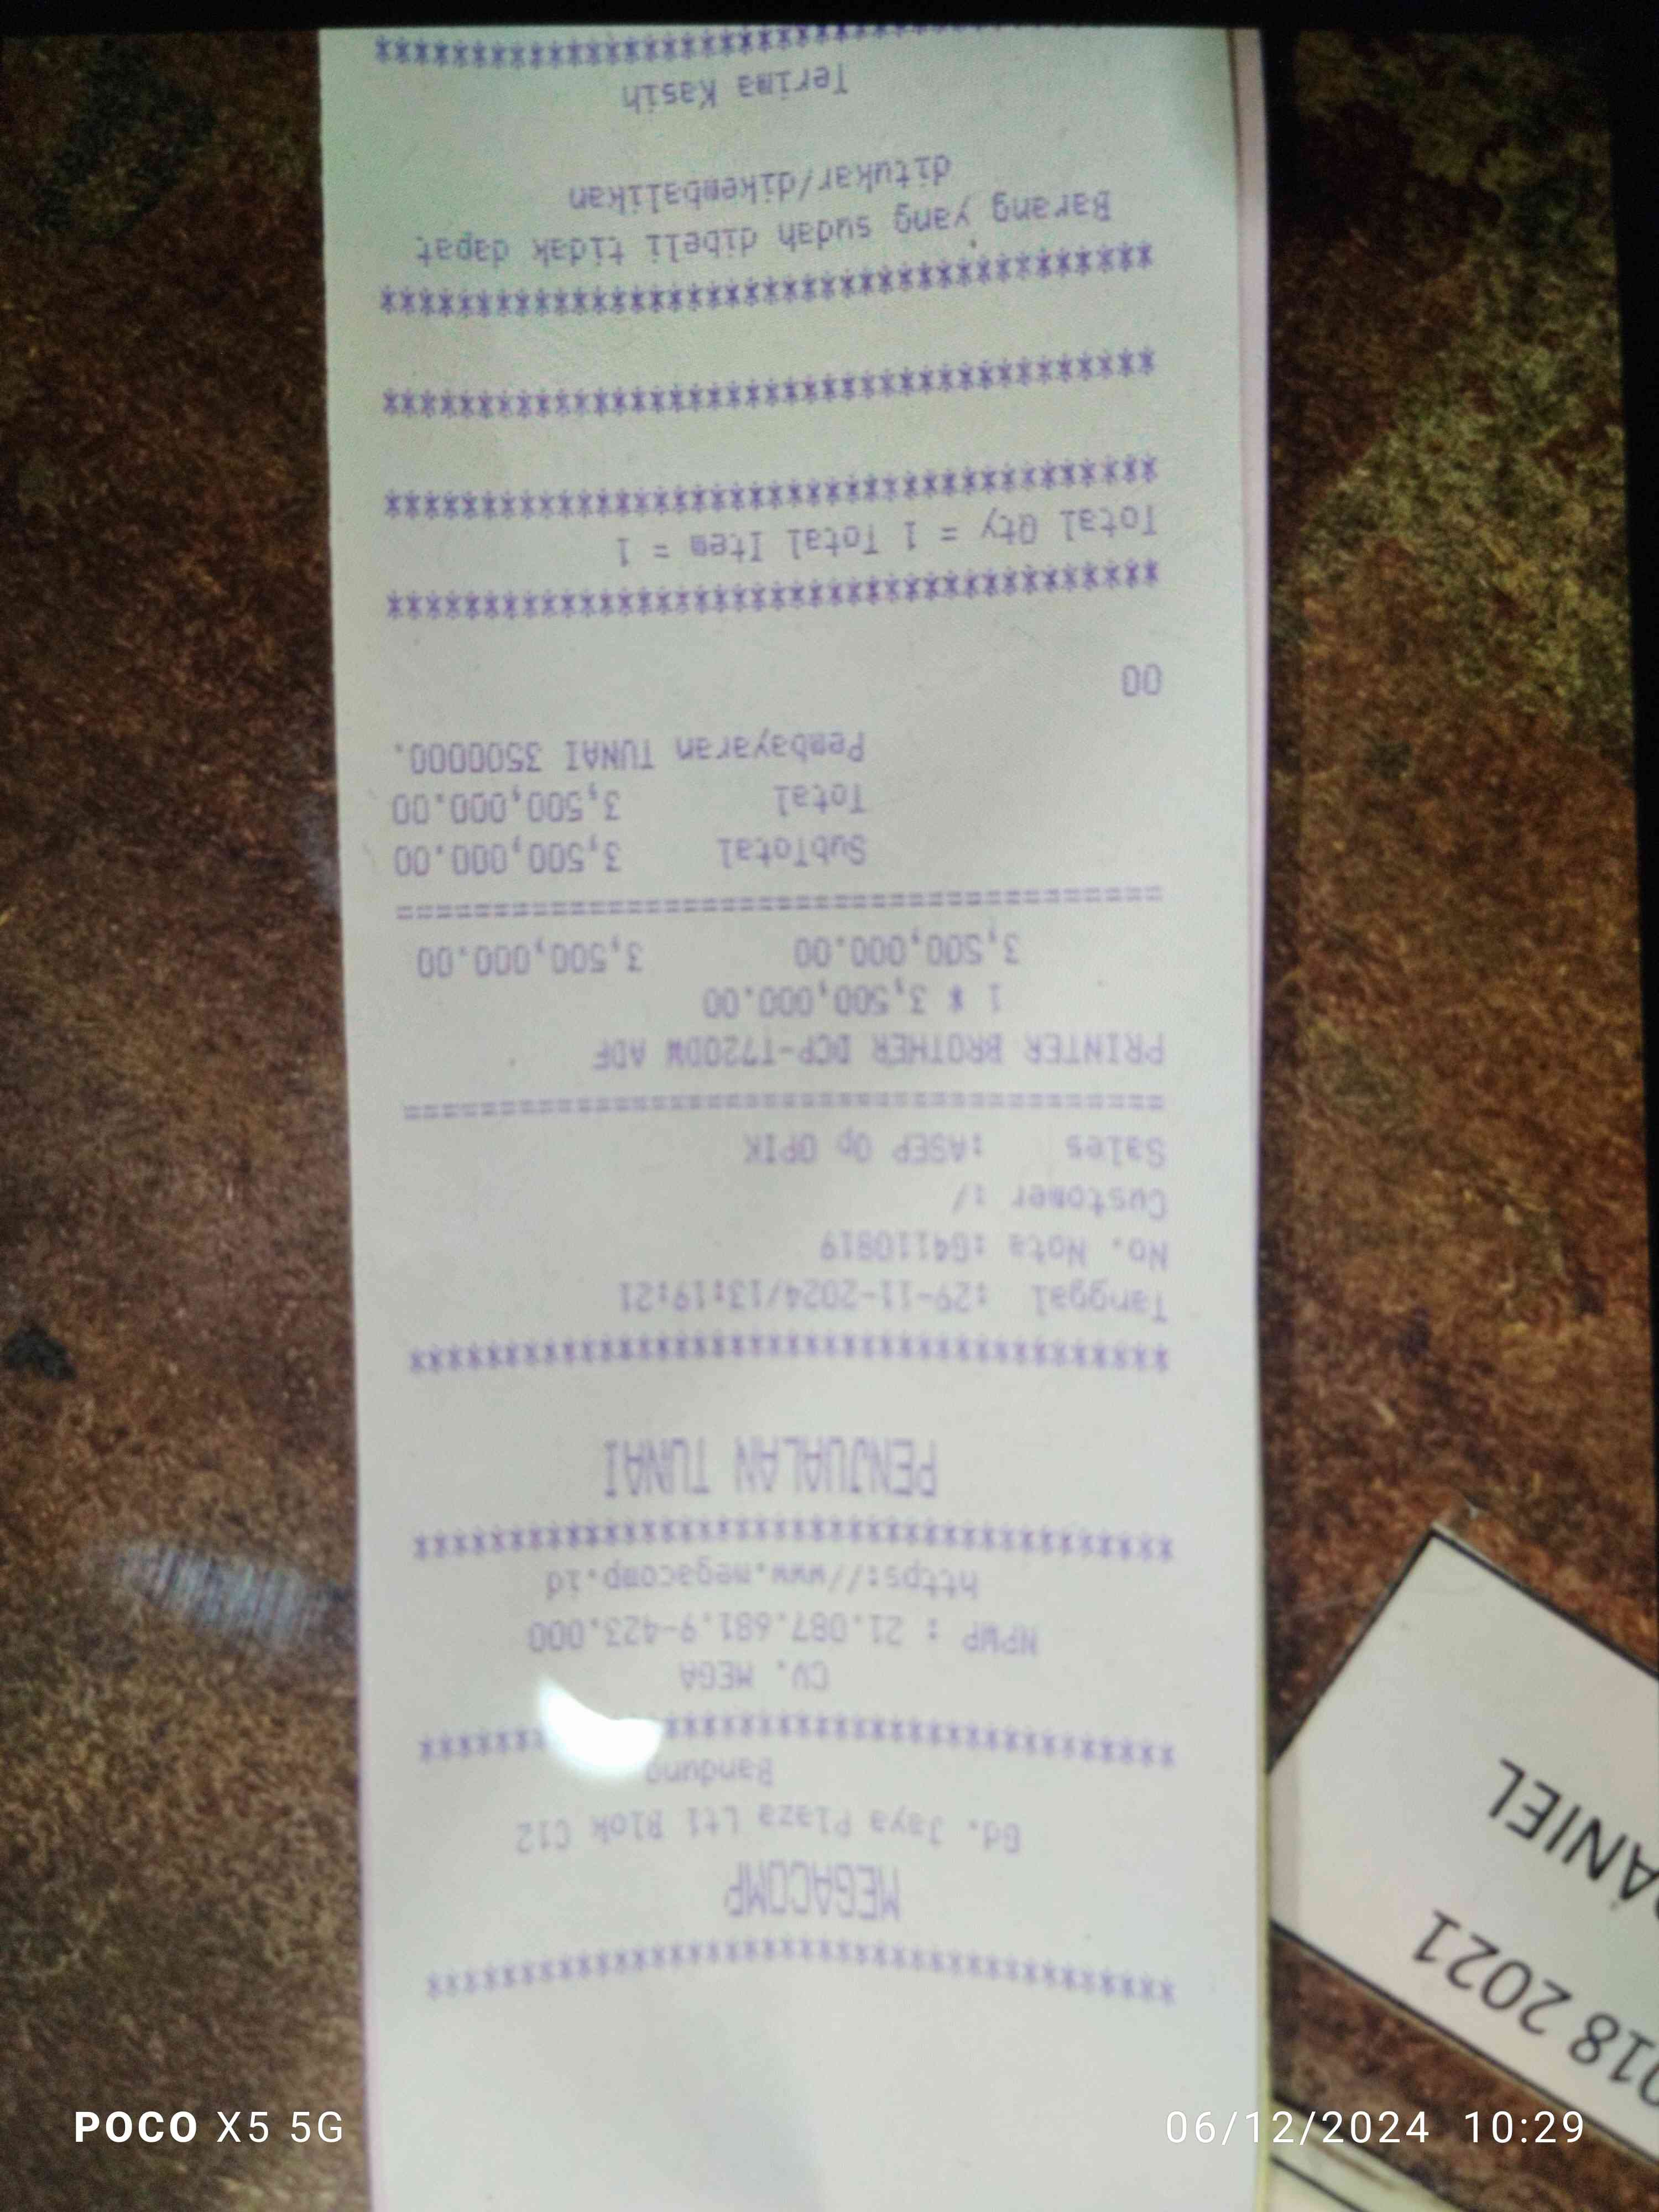 ****************************************
MEGACOMP
Gd. Jaya Plaza Lt1 Blok C12
Bandung
****************************************
CV. MEGA
NPWP : 21.087.681.9-423.000
https://www.megacomp.id
****************************************
PENJUALAN TUNAI
****************************************
Tanggal :29-11-2024/13:19:21
No. Nota :G4110819
Customer :/
Sales :ASEP Op OPIK
========================================
PRINTER BROTHER DCP-T720DW ADF
1 * 3,500,000.00
3,500,000.00 3,500,000.00
========================================
SubTotal 3,500,000.00
Total 3,500,000.00
Pembayaran TUNAI 3500000.
00
****************************************
Total Qty = 1 Total Item = 1
****************************************
****************************************
****************************************
Barang yang sudah dibeli tidak dapat
ditukar/dikembalikan
Terima Kasih
****************************************
018 2021
DANIEL
POCO X5 5G
06/12/2024 10:29